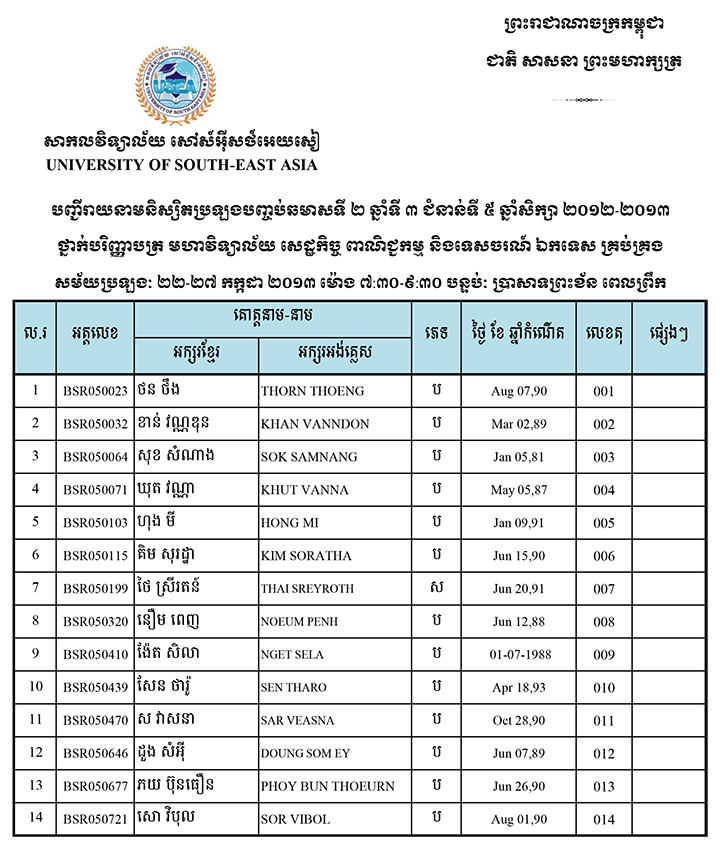 ព្រះរាជាណាចក្រកម្ពុជា
ជាតិ សាសនា ព្រះមហាក្សត្រ
USEA
UNIVERSITY OF SOUTH-EAST ASIA
សាកលវិទ្យាល័យ សៅស៍អ៊ីសថ៍អេយសៀ
UNIVERSITY OF SOUTH-EAST ASIA
បញ្ជីរាយនាមនិស្សិតប្រឡងបញ្ចប់ឆមាសទី ២ ឆ្នាំទី ៣ ជំនាន់ទី ៥ ឆ្នាំសិក្សា ២០១២-២០១៣
ថ្នាក់បរិញ្ញាបត្រ មហាវិទ្យាល័យ សេដ្ឋកិច្ច ពាណិជ្ជកម្ម និងទេសចរណ៍ ឯកទេស គ្រប់គ្រង
សម័យប្រឡង: ២២-២៧ កក្កដា ២០១៣ ម៉ោង ៧:៣០-៩:៣០ បន្ទប់: ប្រាសាទព្រះខ័ន ពេលព្រឹក
ល.រ អត្តលេខ គោត្តនាម-នាម ភេទ ថ្ងៃ ខែ ឆ្នាំកំណើត លេខតុ ផ្សេងៗ
អក្សរខ្មែរ អក្សរអង់គ្លេស
1 BSR050023 ថន ថឹង THORN THOENG ប Aug 07,90 001
2 BSR050032 ខាន់ វណ្ណឌុន KHAN VANNDON ប Mar 02,89 002
3 BSR050064 សុខ សំណាង SOK SAMNANG ប Jan 05,81 003
4 BSR050071 ឃុត វណ្ណា KHUT VANNA ប May 05,87 004
5 BSR050103 ហុង មី HONG MI ប Jan 09,91 005
6 BSR050115 គិម សុរដ្ឋា KIM SORATHA ប Jun 15,90 006
7 BSR050199 ថៃ ស្រីរតន៍ THAI SREYROTH ស Jun 20,91 007
8 BSR050320 នឿម ពេញ NOEUM PENH ប Jun 12,88 008
9 BSR050410 ង៉ែត សិលា NGET SELA ប 01-07-1988 009
10 BSR050439 សែន ថារ៉ូ SEN THARO ប Apr 18,93 010
11 BSR050470 ស វាសនា SAR VEASNA ប Oct 28,90 011
12 BSR050646 ដួង សំអ៊ី DOUNG SOM EY ប Jun 07,89 012
13 BSR050677 ភយ ប៊ុនធឿន PHOY BUN THOEURN ប Jun 26,90 013
14 BSR050721 សោ វិបុល SOR VIBOL ប Aug 01,90 014